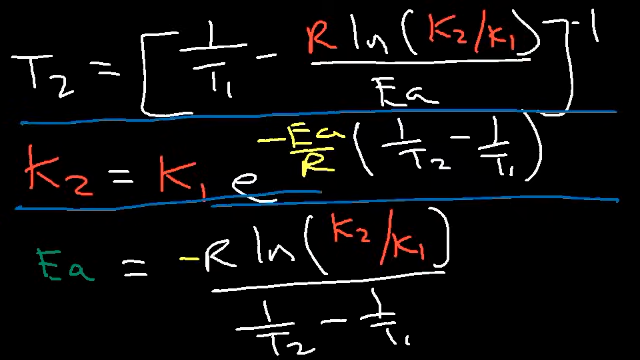 T₂ = [ 1/T₁ - R ln(K₂/K₁)/Ea ]⁻¹
K₂ = K₁ e^(-Ea/R (1/T₂ - 1/T₁))
Ea = -R ln(K₂/K₁) / (1/T₂ - 1/T₁)